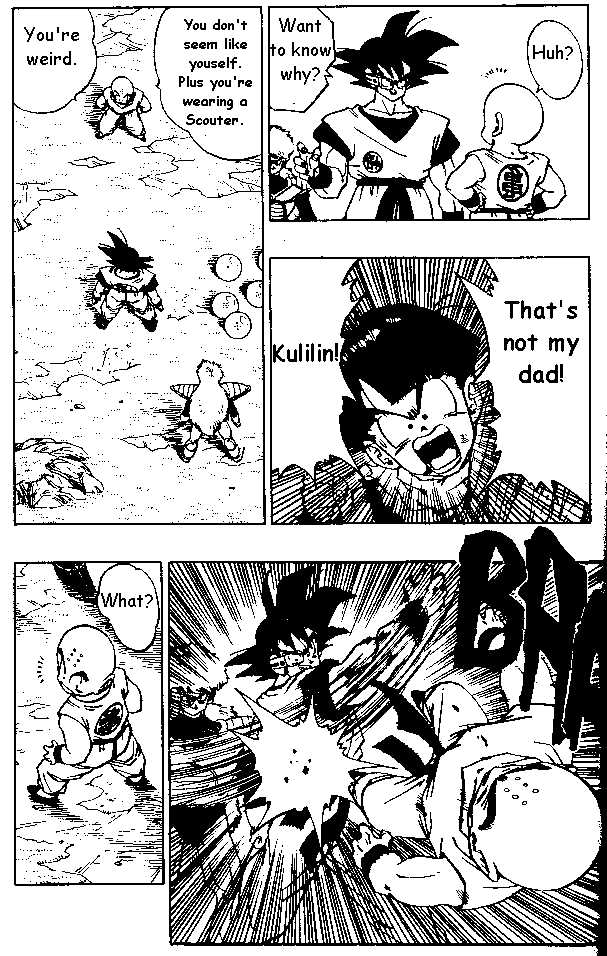 You're
weird.
You don't
seem like
youself.
Plus you're
wearing a
Scouter.
Want
to know
why?
Huh?
Kulilin!
That's
not my
dad!
What?
BAM